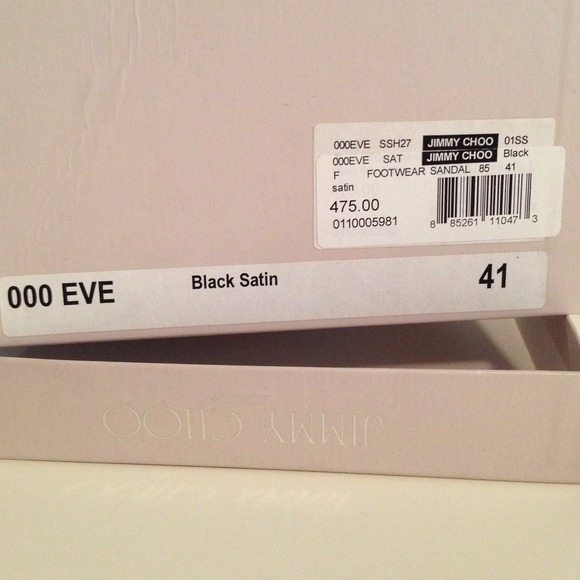 000EVE SSH27 JIMMY CHOO 01SS
000EVE SAT JIMMY CHOO Black
F FOOTWEAR SANDAL 85 41
satin
475.00
0110005981
8 85261 11047 3
000 EVE Black Satin 41
JIMMY CHOO